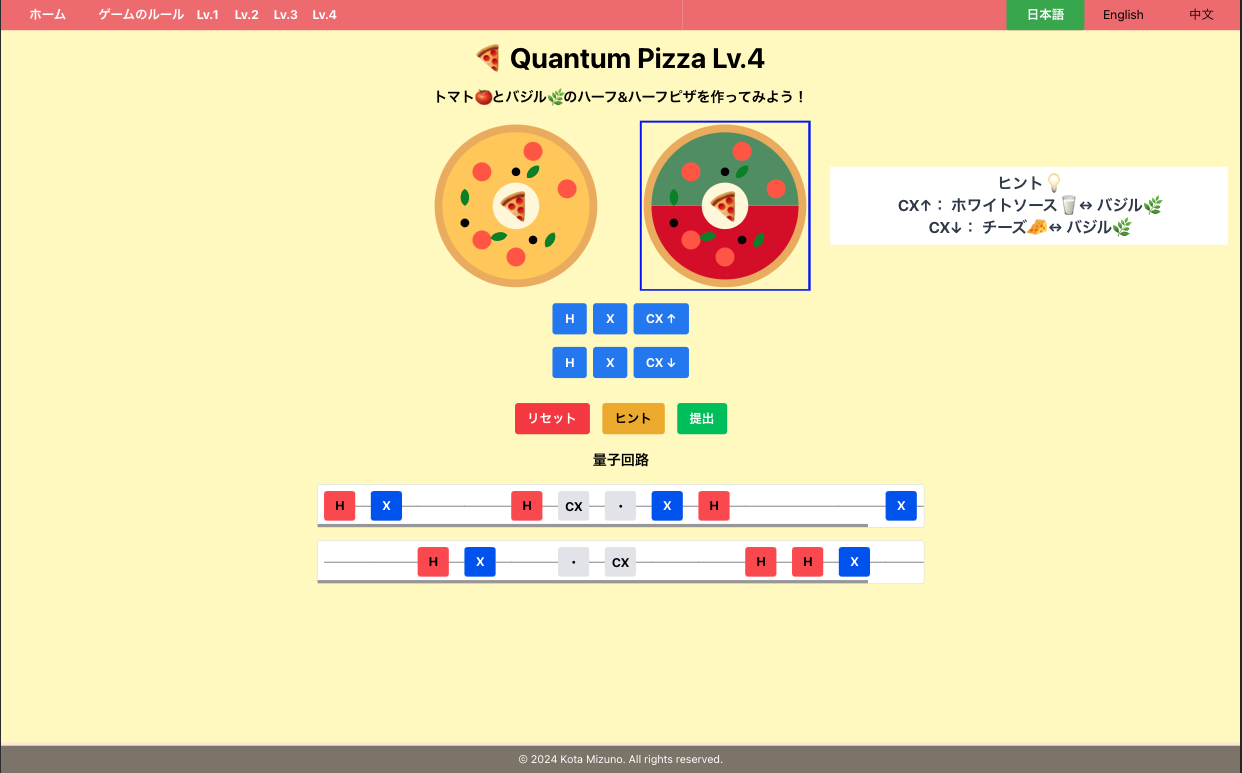 ホーム ゲームのルール Lv.1 Lv.2 Lv.3 Lv.4 日本語 English 中文
🍕 Quantum Pizza Lv.4
トマト🍅とバジル🌿のハーフ&ハーフピザを作ってみよう！
ヒント💡
CX↑： ホワイトソース🥛↔ バジル🌿
CX↓： チーズ🧀↔ バジル🌿
H X CX ↑
H X CX ↓
リセット ヒント 提出
量子回路
H X H CX · X H X
H X · CX H H X
© 2024 Kota Mizuno. All rights reserved.